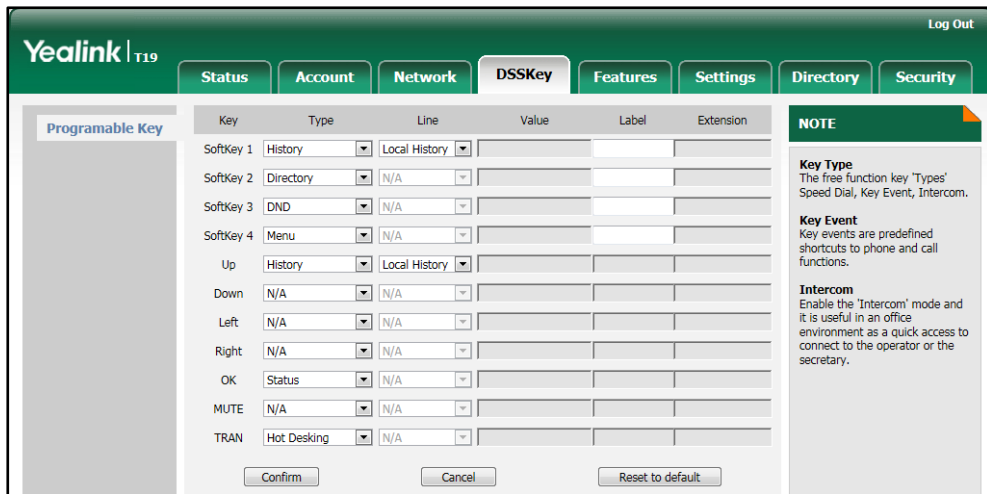 Log Out
Yealink T19
Status Account Network DSSKey Features Settings Directory Security
Programable Key
Key Type Line Value Label Extension
SoftKey 1 History Local History
SoftKey 2 Directory N/A
SoftKey 3 DND N/A
SoftKey 4 Menu N/A
Up History Local History
Down N/A N/A
Left N/A N/A
Right N/A N/A
OK Status N/A
MUTE N/A N/A
TRAN Hot Desking N/A
Confirm Cancel Reset to default
NOTE
Key Type
The free function key 'Types'
Speed Dial, Key Event, Intercom.
Key Event
Key events are predefined
shortcuts to phone and call
functions.
Intercom
Enable the 'Intercom' mode and
it is useful in an office
environment as a quick access to
connect to the operator or the
secretary.